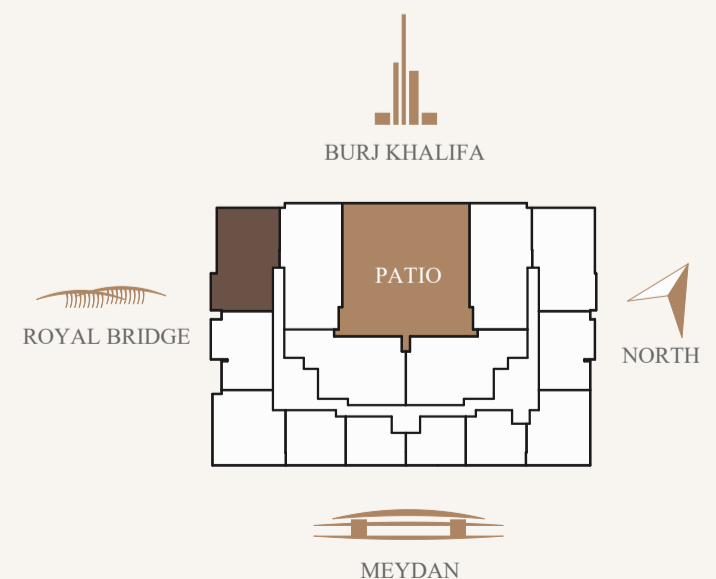 BURJ KHALIFA
PATIO
ROYAL BRIDGE
NORTH
MEYDAN